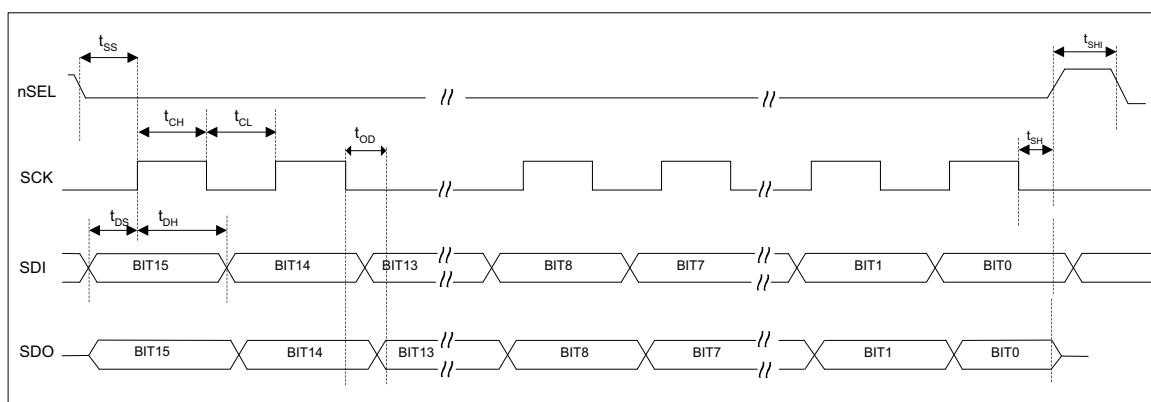 tSS
tSHI
nSEL
tCH
tCL
tOD
tSH
SCK
tDS
tDH
SDI
BIT15
BIT14
BIT13
BIT8
BIT7
BIT1
BIT0
SDO
BIT15
BIT14
BIT13
BIT8
BIT7
BIT1
BIT0